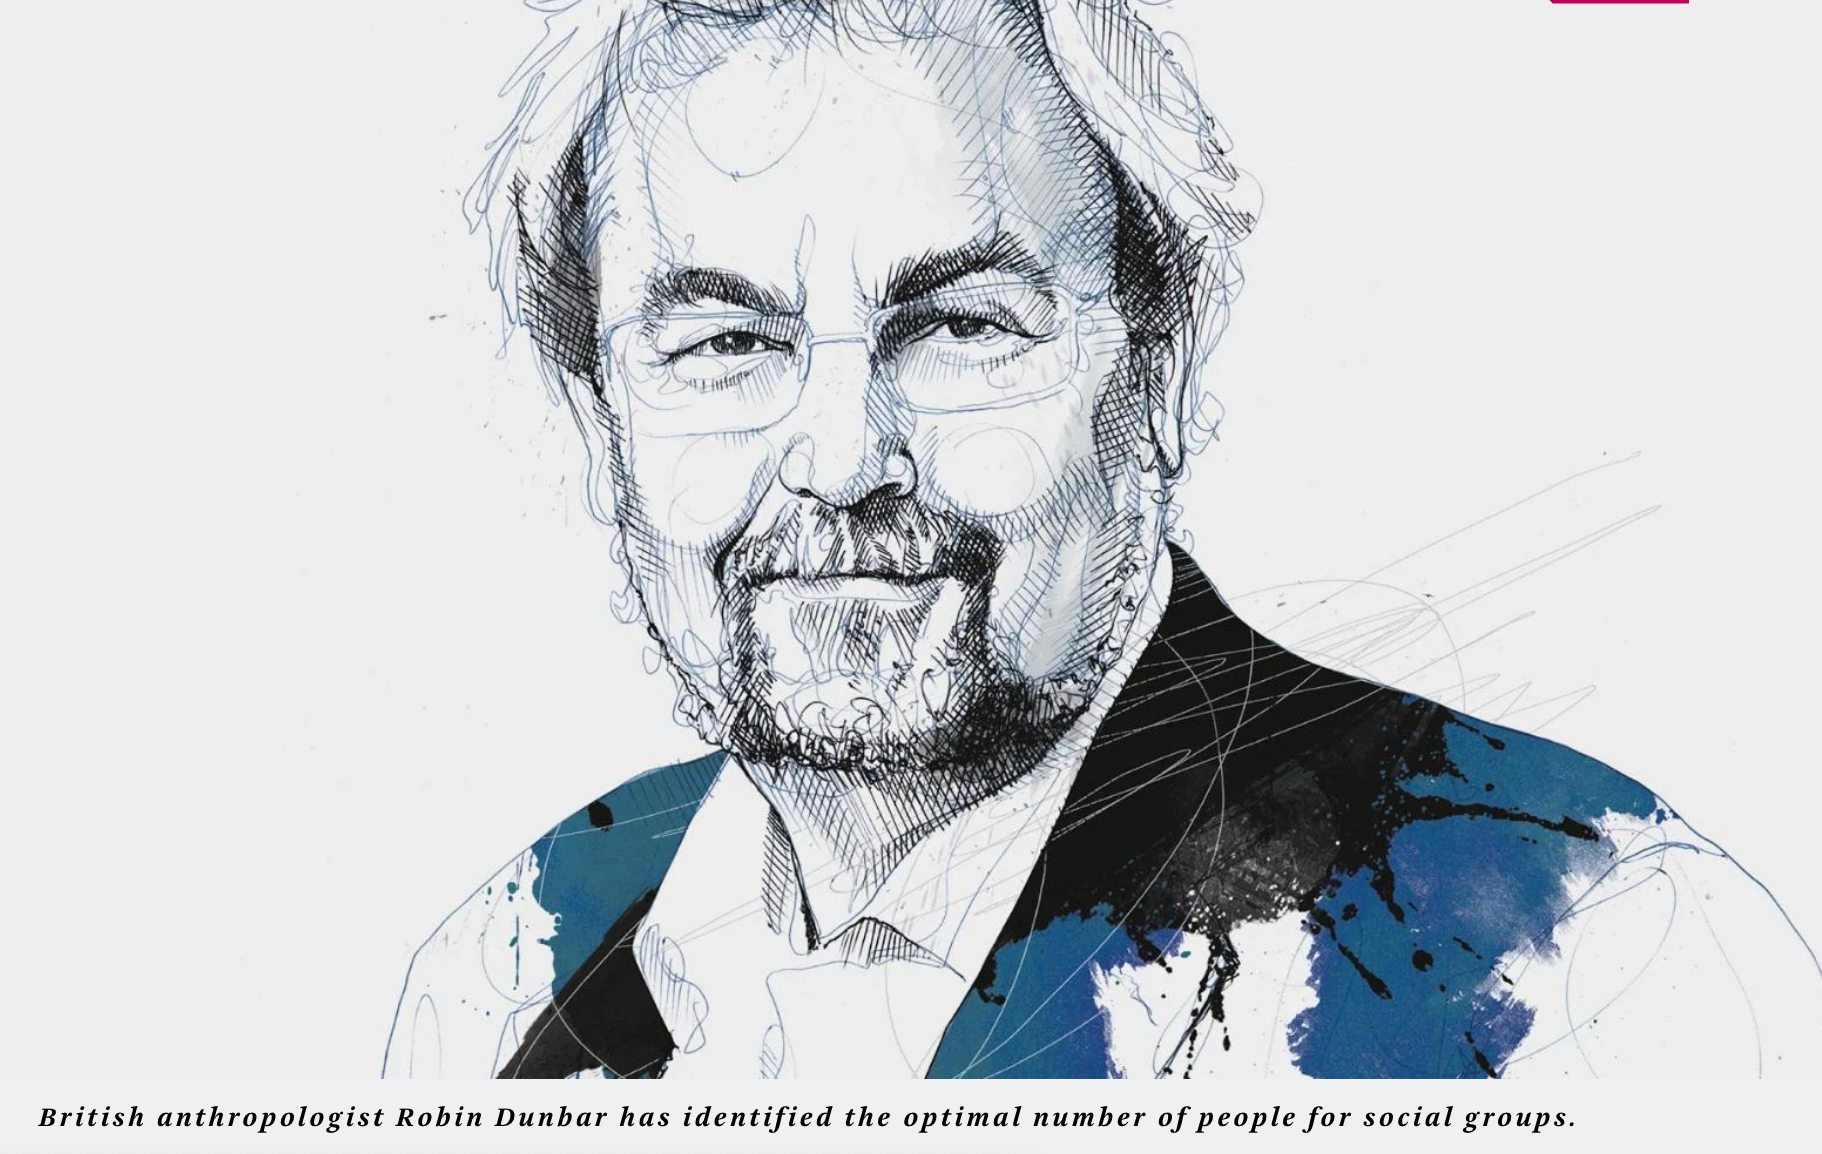 British anthropologist Robin Dunbar has identified the optimal number of people for social groups.